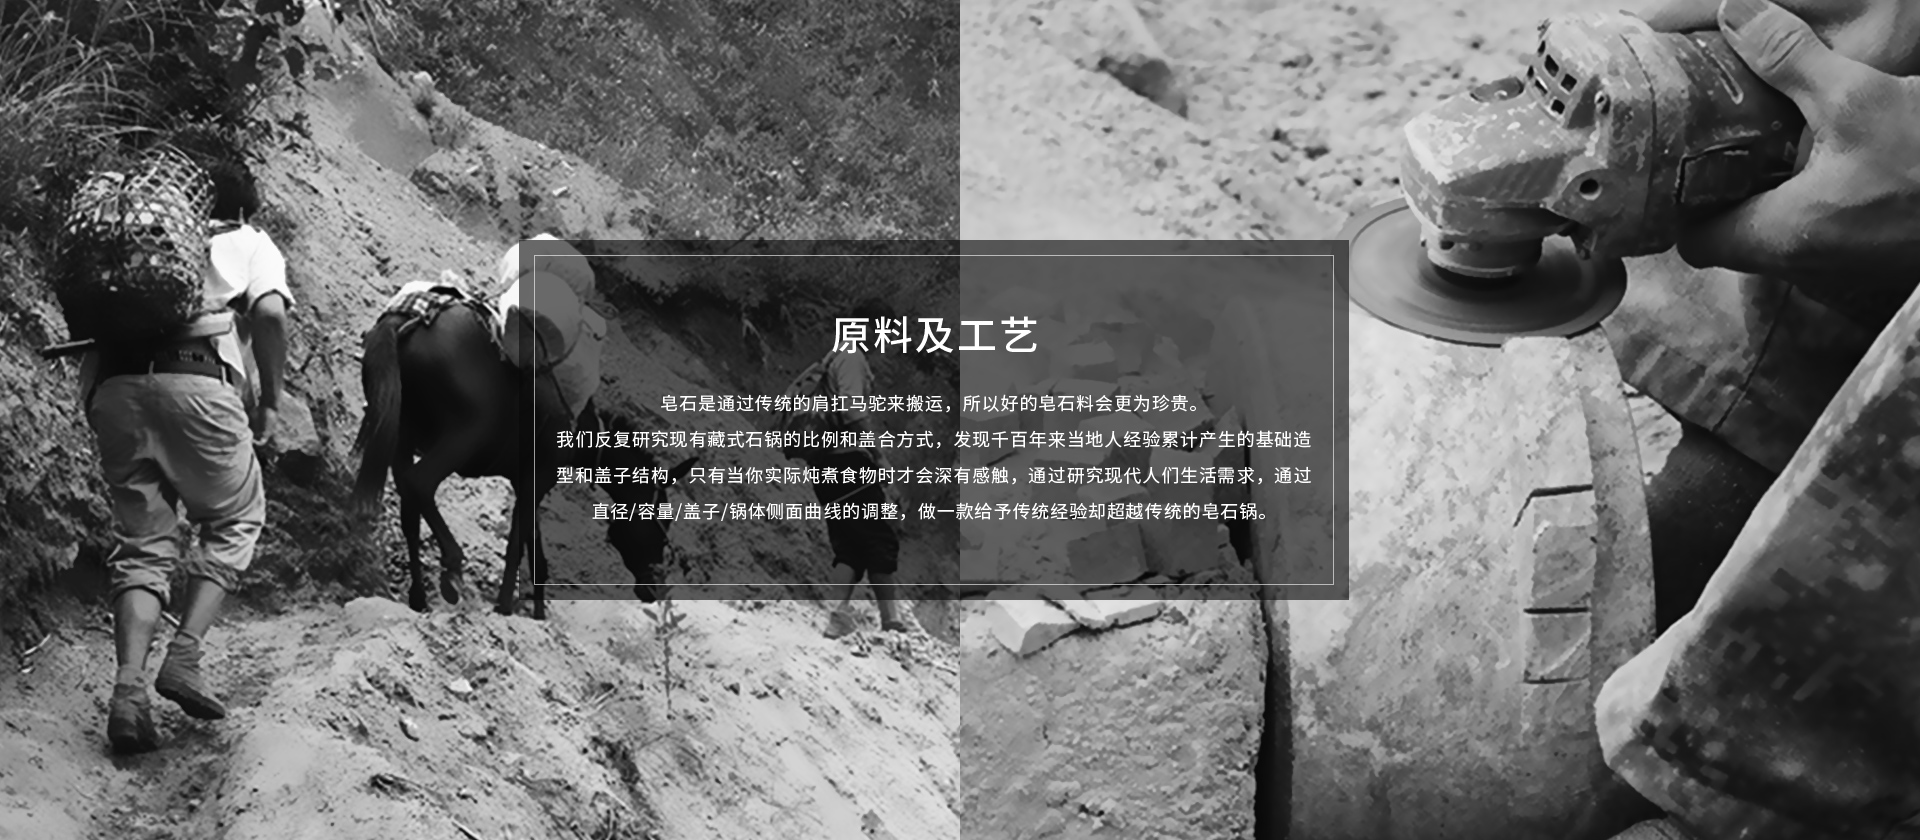 原料及工艺
皂石是通过传统的肩扛马驼来搬运，所以好的皂石料会更为珍贵。
我们反复研究现有藏式石锅的比例和盖合方式，发现千百年来当地人经验累计产生的基础造
型和盖子结构，只有当你实际炖煮食物时才会深有感触，通过研究现代人们生活需求，通过
直径/容量/盖子/锅体侧面曲线的调整，做一款给予传统经验却超越传统的皂石锅。